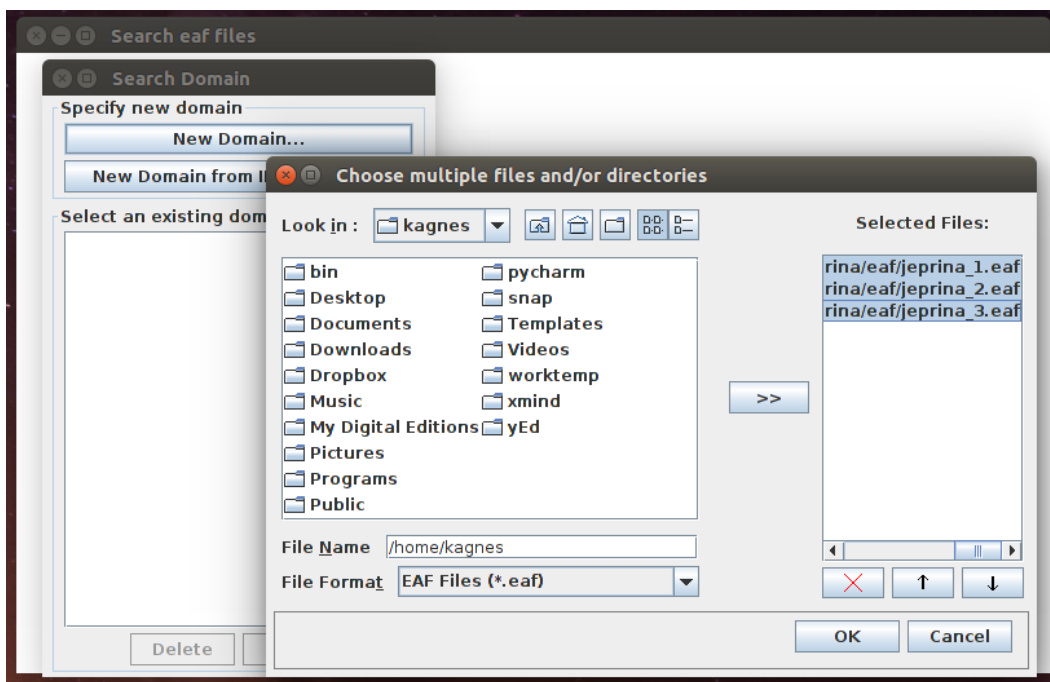 Search eaf files
Search Domain
Specify new domain
New Domain...
New Domain from
Select an existing dom
Delete
Choose multiple files and/or directories
Look in : kagnes
Selected Files:
bin
Desktop
Documents
Downloads
Dropbox
Music
My Digital Editions
Pictures
Programs
Public
pycharm
snap
Templates
Videos
worktemp
xmind
yEd
>>
rina/eaf/jeprina_1.eaf
rina/eaf/jeprina_2.eaf
rina/eaf/jeprina_3.eaf
File Name /home/kagnes
File Format EAF Files (*.eaf)
OK Cancel